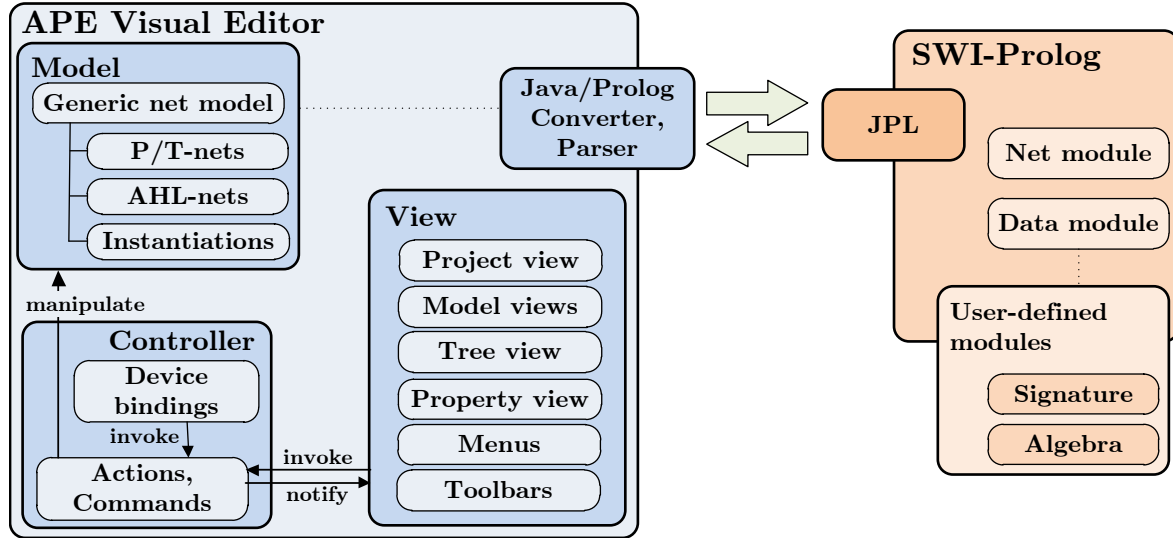 APE Visual Editor
Model
Generic net model
P/T-nets
AHL-nets
Instantiations
manipulate
Controller
Device
bindings
invoke
Actions,
Commands
invoke
notify
View
Project view
Model views
Tree view
Property view
Menus
Toolbars
Java/Prolog
Converter,
Parser
SWI-Prolog
JPL
Net module
Data module
User-defined
modules
Signature
Algebra